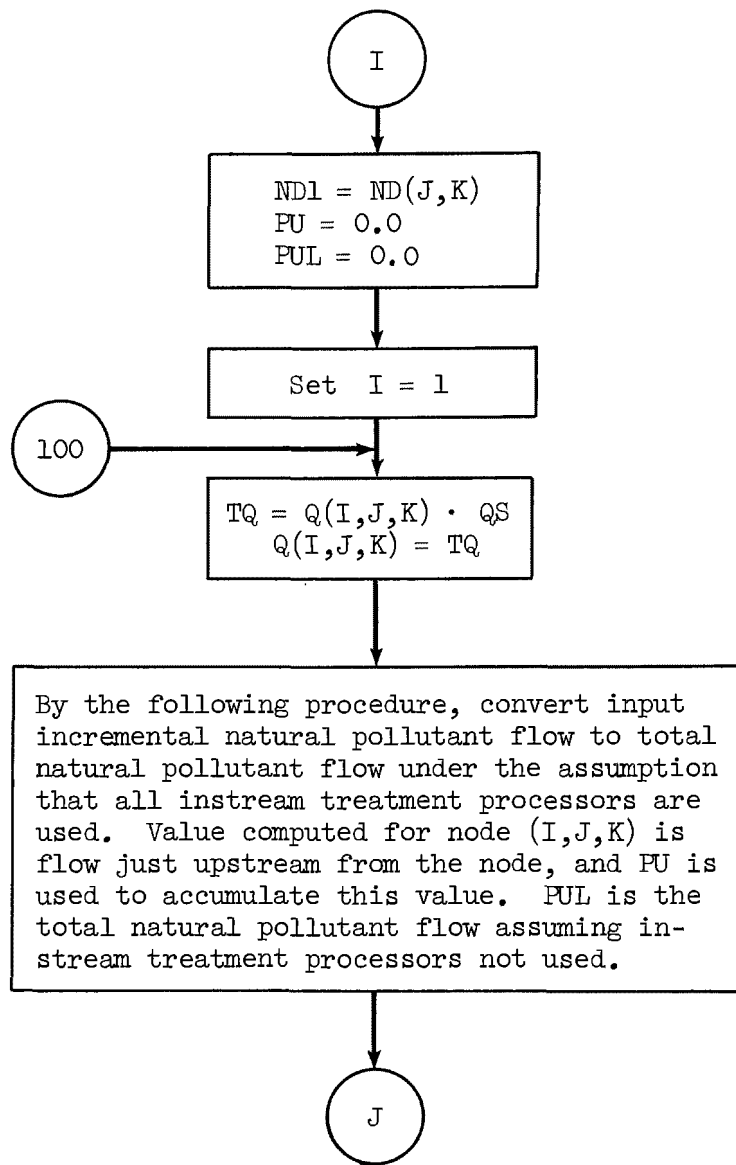 I
ND1 = ND(J,K)
PU = 0.0
PUL = 0.0
Set I = 1
100
TQ = Q(I,J,K) · QS
Q(I,J,K) = TQ
By the following procedure, convert input
incremental natural pollutant flow to total
natural pollutant flow under the assumption
that all instream treatment processors are
used. Value computed for node (I,J,K) is
flow just upstream from the node, and PU is
used to accumulate this value. PUL is the
total natural pollutant flow assuming in-
stream treatment processors not used.
J